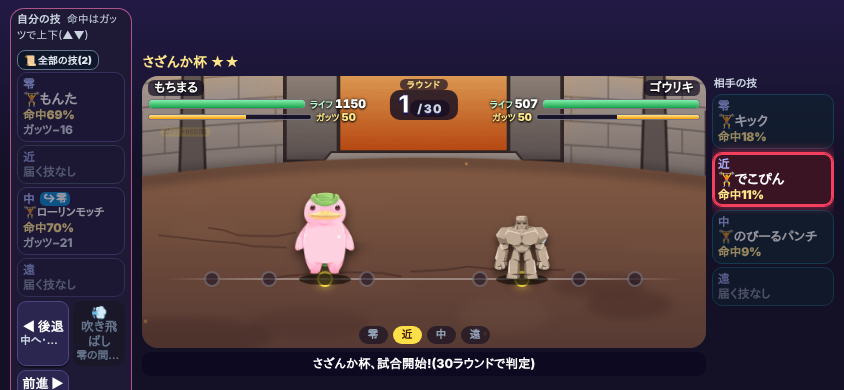 自分の技 命中はガッ
ツで上下(▲▼)
📜全部の技(2)
零
🏋もんた
命中69%
ガッツ−16
近
届く技なし
中 ↪零
🏋ローリンモッチ
命中70%
ガッツ−21
遠
届く技なし
◀後退
中へ・…
💨
吹き飛
ばし
零の間…
前進▶
さざんか杯 ★★
もちまる
ライフ 1150
ガッツ 50
ラウンド
1 /30
ゴウリキ
ライフ 507
ガッツ 50
零
近
中
遠
さざんか杯、試合開始!(30ラウンドで判定)
相手の技
零
🏋キック
命中18%
近
🏋でこぴん
命中11%
中
🏋のびーるパンチ
命中9%
遠
届く技なし